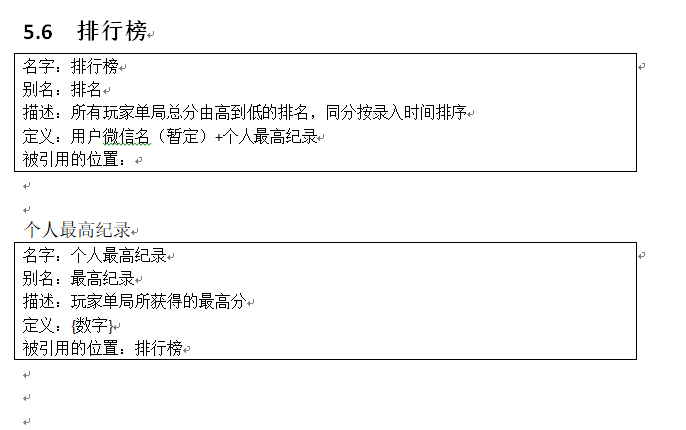 5.6 排行榜
名字：排行榜
别名：排名
描述：所有玩家单局总分由高到低的排名，同分按录入时间排序
定义：用户微信名（暂定）+个人最高纪录
被引用的位置：
个人最高纪录
名字：个人最高纪录
别名：最高纪录
描述：玩家单局所获得的最高分
定义：{数字}
被引用的位置：排行榜